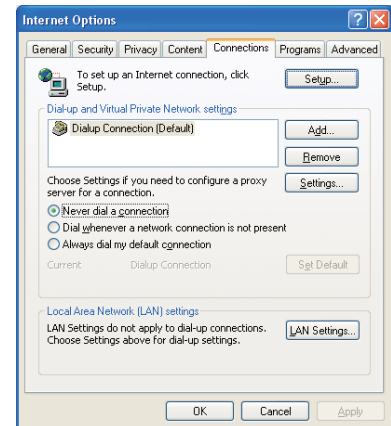 Internet Options
General Security Privacy Content Connections Programs Advanced
To set up an Internet connection, click
Setup.
Setup...
Dial-up and Virtual Private Network settings
Dialup Connection (Default)
Add...
Remove
Choose Settings if you need to configure a proxy
server for a connection.
Settings...
Never dial a connection
Dial whenever a network connection is not present
Always dial my default connection
Current Dialup Connection Set Default
Local Area Network (LAN) settings
LAN Settings do not apply to dial-up connections.
Choose Settings above for dial-up settings.
LAN Settings...
OK Cancel Apply